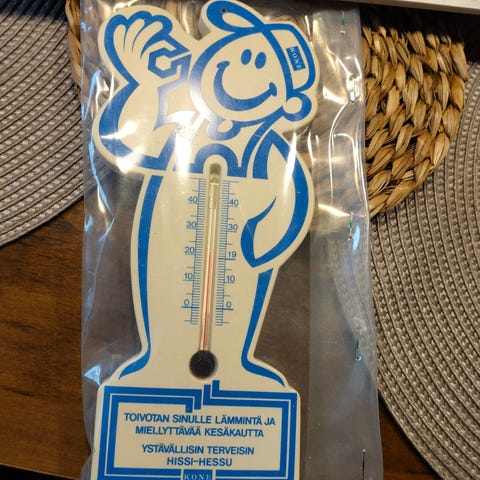 KONE
40 40
30 30
20 19
10 10
0 0
TOIVOTAN SINULLE LÄMMINTÄ JA
MIELLYTTÄVÄÄ KESÄKAUTTA
YSTÄVÄLLISIN TERVEISIN
HISSI-HESSU
KONE